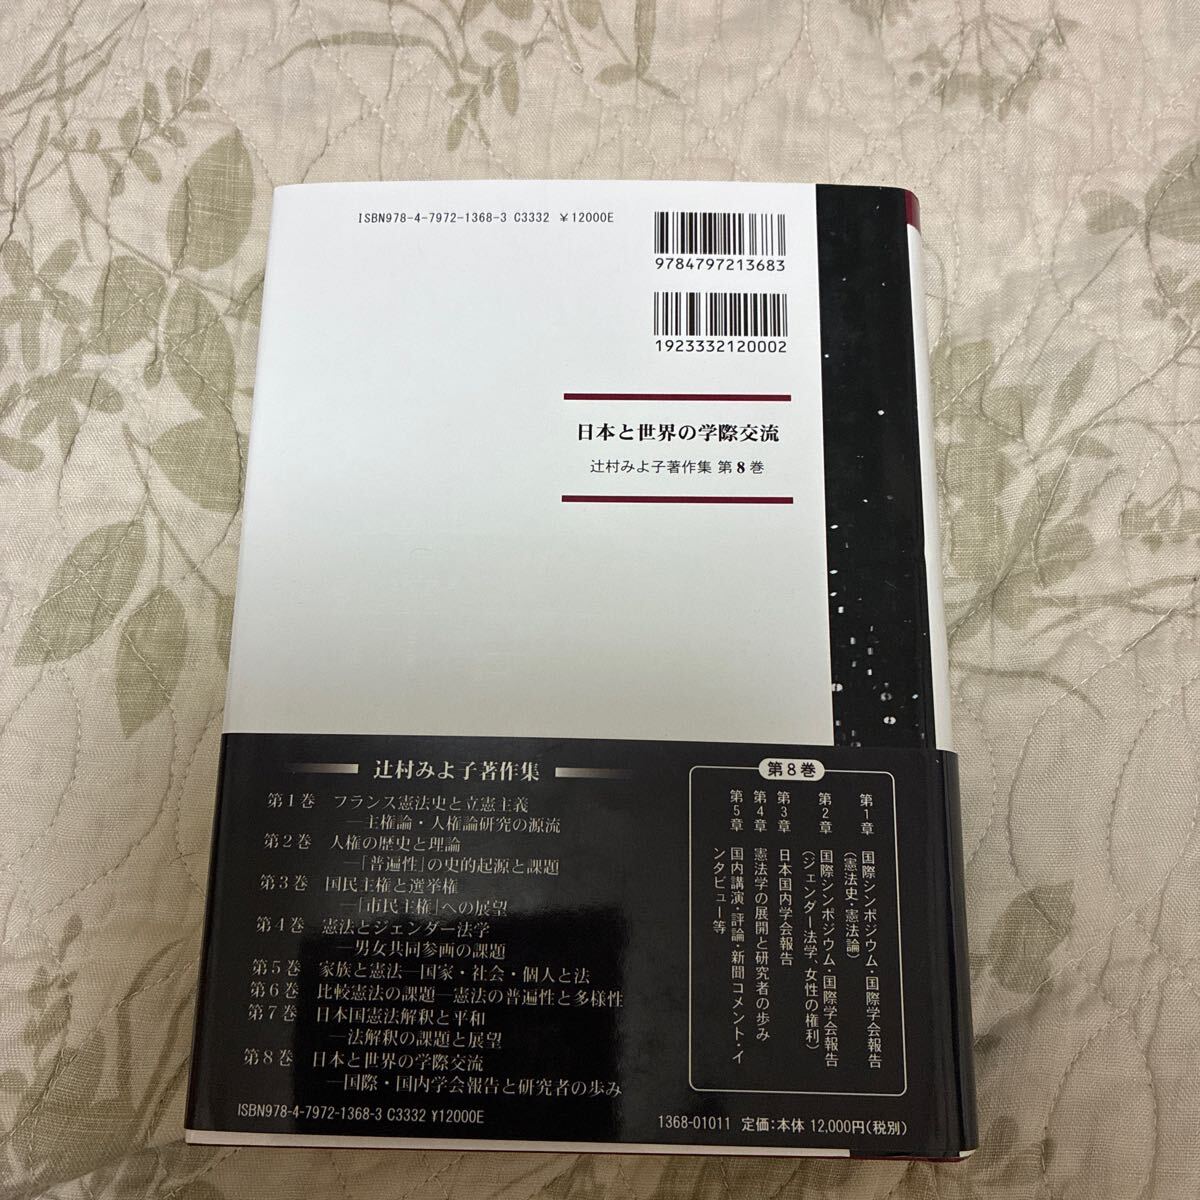 ISBN978-4-7972-1368-3 C3332 ¥12000E
9784797213683
1923332120002
日本と世界の学際交流
辻村みよ子著作集 第8巻
辻村みよ子著作集
第1巻 フランス憲法史と立憲主義
―主権論・人権論研究の源流
第2巻 人権の歴史と理論
―「普遍性」の史的起源と課題
第3巻 国民主権と選挙権
―「市民主権」への展望
第4巻 憲法とジェンダー法学
―男女共同参画の課題
第5巻 家族と憲法―国家・社会・個人と法
第6巻 比較憲法の課題―憲法の普遍性と多様性
第7巻 日本国憲法解釈と平和
―法解釈の課題と展望
第8巻 日本と世界の学際交流
―国際・国内学会報告と研究者の歩み
第8巻
第1章 国際シンポジウム・国際学会報告
(憲法史・憲法論)
第2章 国際シンポジウム・国際学会報告
(ジェンダー法学、女性の権利)
第3章 日本国内学会報告
第4章 憲法学の展開と研究者の歩み
第5章 国内講演・評論・新聞コメント・イ
ンタビュー等
ISBN978-4-7972-1368-3 C3332 ¥12000E
1368-01011 定価:本体 12,000円(税別)